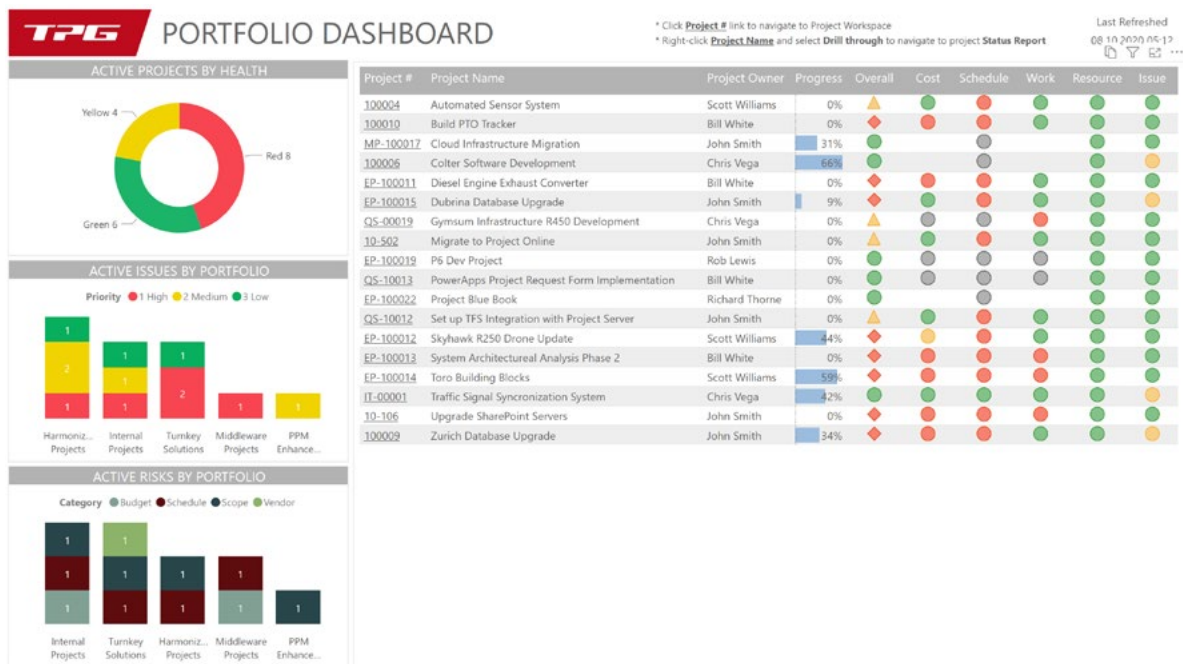 TPG
PORTFOLIO DASHBOARD
* Click Project # link to navigate to Project Workspace
* Right-click Project Name and select Drill through to navigate to project Status Report
Last Refreshed
08.10.2020 05:12
ACTIVE PROJECTS BY HEALTH
Yellow 4
Red 8
Green 6
ACTIVE ISSUES BY PORTFOLIO
Priority 1 High 2 Medium 3 Low
1
2 1 1
1 1 2 1 1
Harmoniz... Internal Turnkey Middleware PPM
Projects Projects Solutions Projects Enhance...
ACTIVE RISKS BY PORTFOLIO
Category Budget Schedule Scope Vendor
1 1
1 1 1 1
1 1 1 1 1
Internal Turnkey Harmoniz... Middleware PPM
Projects Solutions Projects Projects Enhance...
Project # Project Name Project Owner Progress Overall Cost Schedule Work Resource Issue
100004 Automated Sensor System Scott Williams 0%
100010 Build PTO Tracker Bill White 0%
MP-100017 Cloud Infrastructure Migration John Smith 31%
100006 Colter Software Development Chris Vega 66%
EP-100011 Diesel Engine Exhaust Converter Bill White 0%
EP-100015 Dubrina Database Upgrade John Smith 9%
QS-00019 Gymsum Infrastructure R450 Development Chris Vega 0%
10-502 Migrate to Project Online John Smith 0%
EP-100019 P6 Dev Project Rob Lewis 0%
QS-10013 PowerApps Project Request Form Implementation Bill White 0%
EP-100022 Project Blue Book Richard Thorne 0%
QS-10012 Set up TFS Integration with Project Server John Smith 0%
EP-100012 Skyhawk R250 Drone Update Scott Williams 44%
EP-100013 System Architectureal Analysis Phase 2 Bill White 0%
EP-100014 Toro Building Blocks Scott Williams 59%
IT-00001 Traffic Signal Syncronization System Chris Vega 42%
10-106 Upgrade SharePoint Servers John Smith 0%
100009 Zurich Database Upgrade John Smith 34%